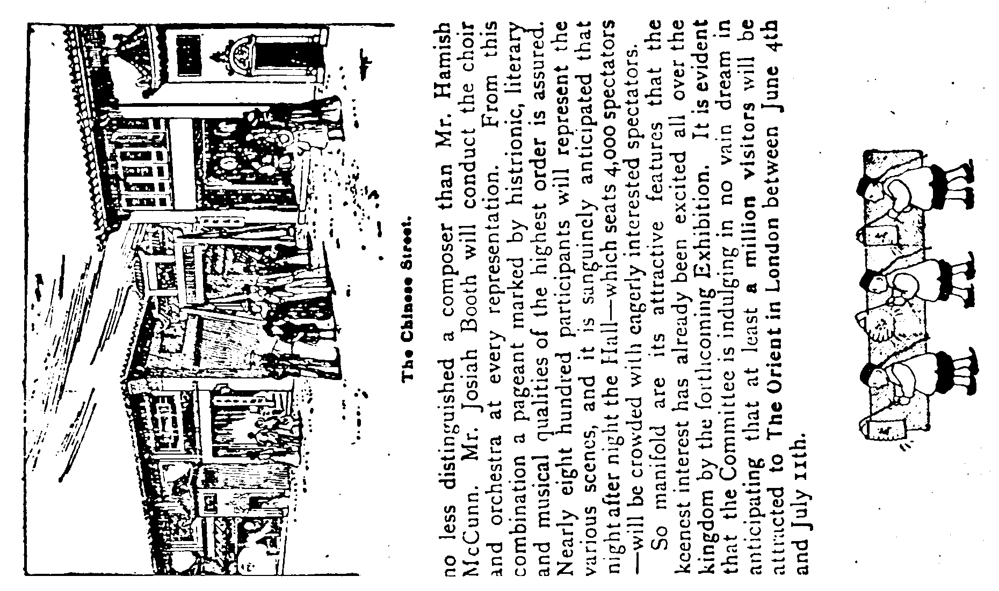 The Chinese Street.
no less distinguished a composer than Mr. Hamish
McCunn. Mr. Josiah Booth will conduct the choir
and orchestra at every representation. From this
combination a pageant marked by histrionic, literary
and musical qualities of the highest order is assured.
Nearly eight hundred participants will represent the
various scenes, and it is sanguinely anticipated that
night after night the Hall—which seats 4,000 spectators
—will be crowded with eagerly interested spectators.
So manifold are its attractive features that the
keenest interest has already been excited all over the
kingdom by the forthcoming Exhibition. It is evident
that the Committee is indulging in no vain dream in
anticipating that at least a million visitors will be
attracted to The Orient in London between June 4th
and July 11th.